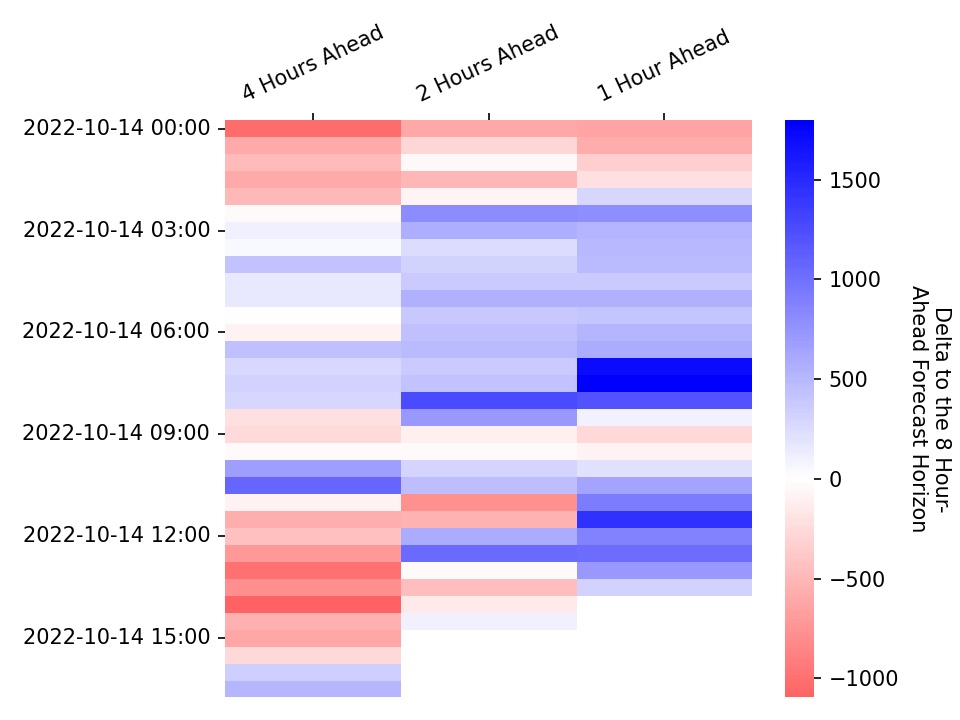 4 Hours Ahead
2 Hours Ahead
1 Hour Ahead
2022-10-14 00:00
2022-10-14 03:00
2022-10-14 06:00
2022-10-14 09:00
2022-10-14 12:00
2022-10-14 15:00
1500
1000
500
0
−500
−1000
Delta to the 8 Hour-
Ahead Forecast Horizon